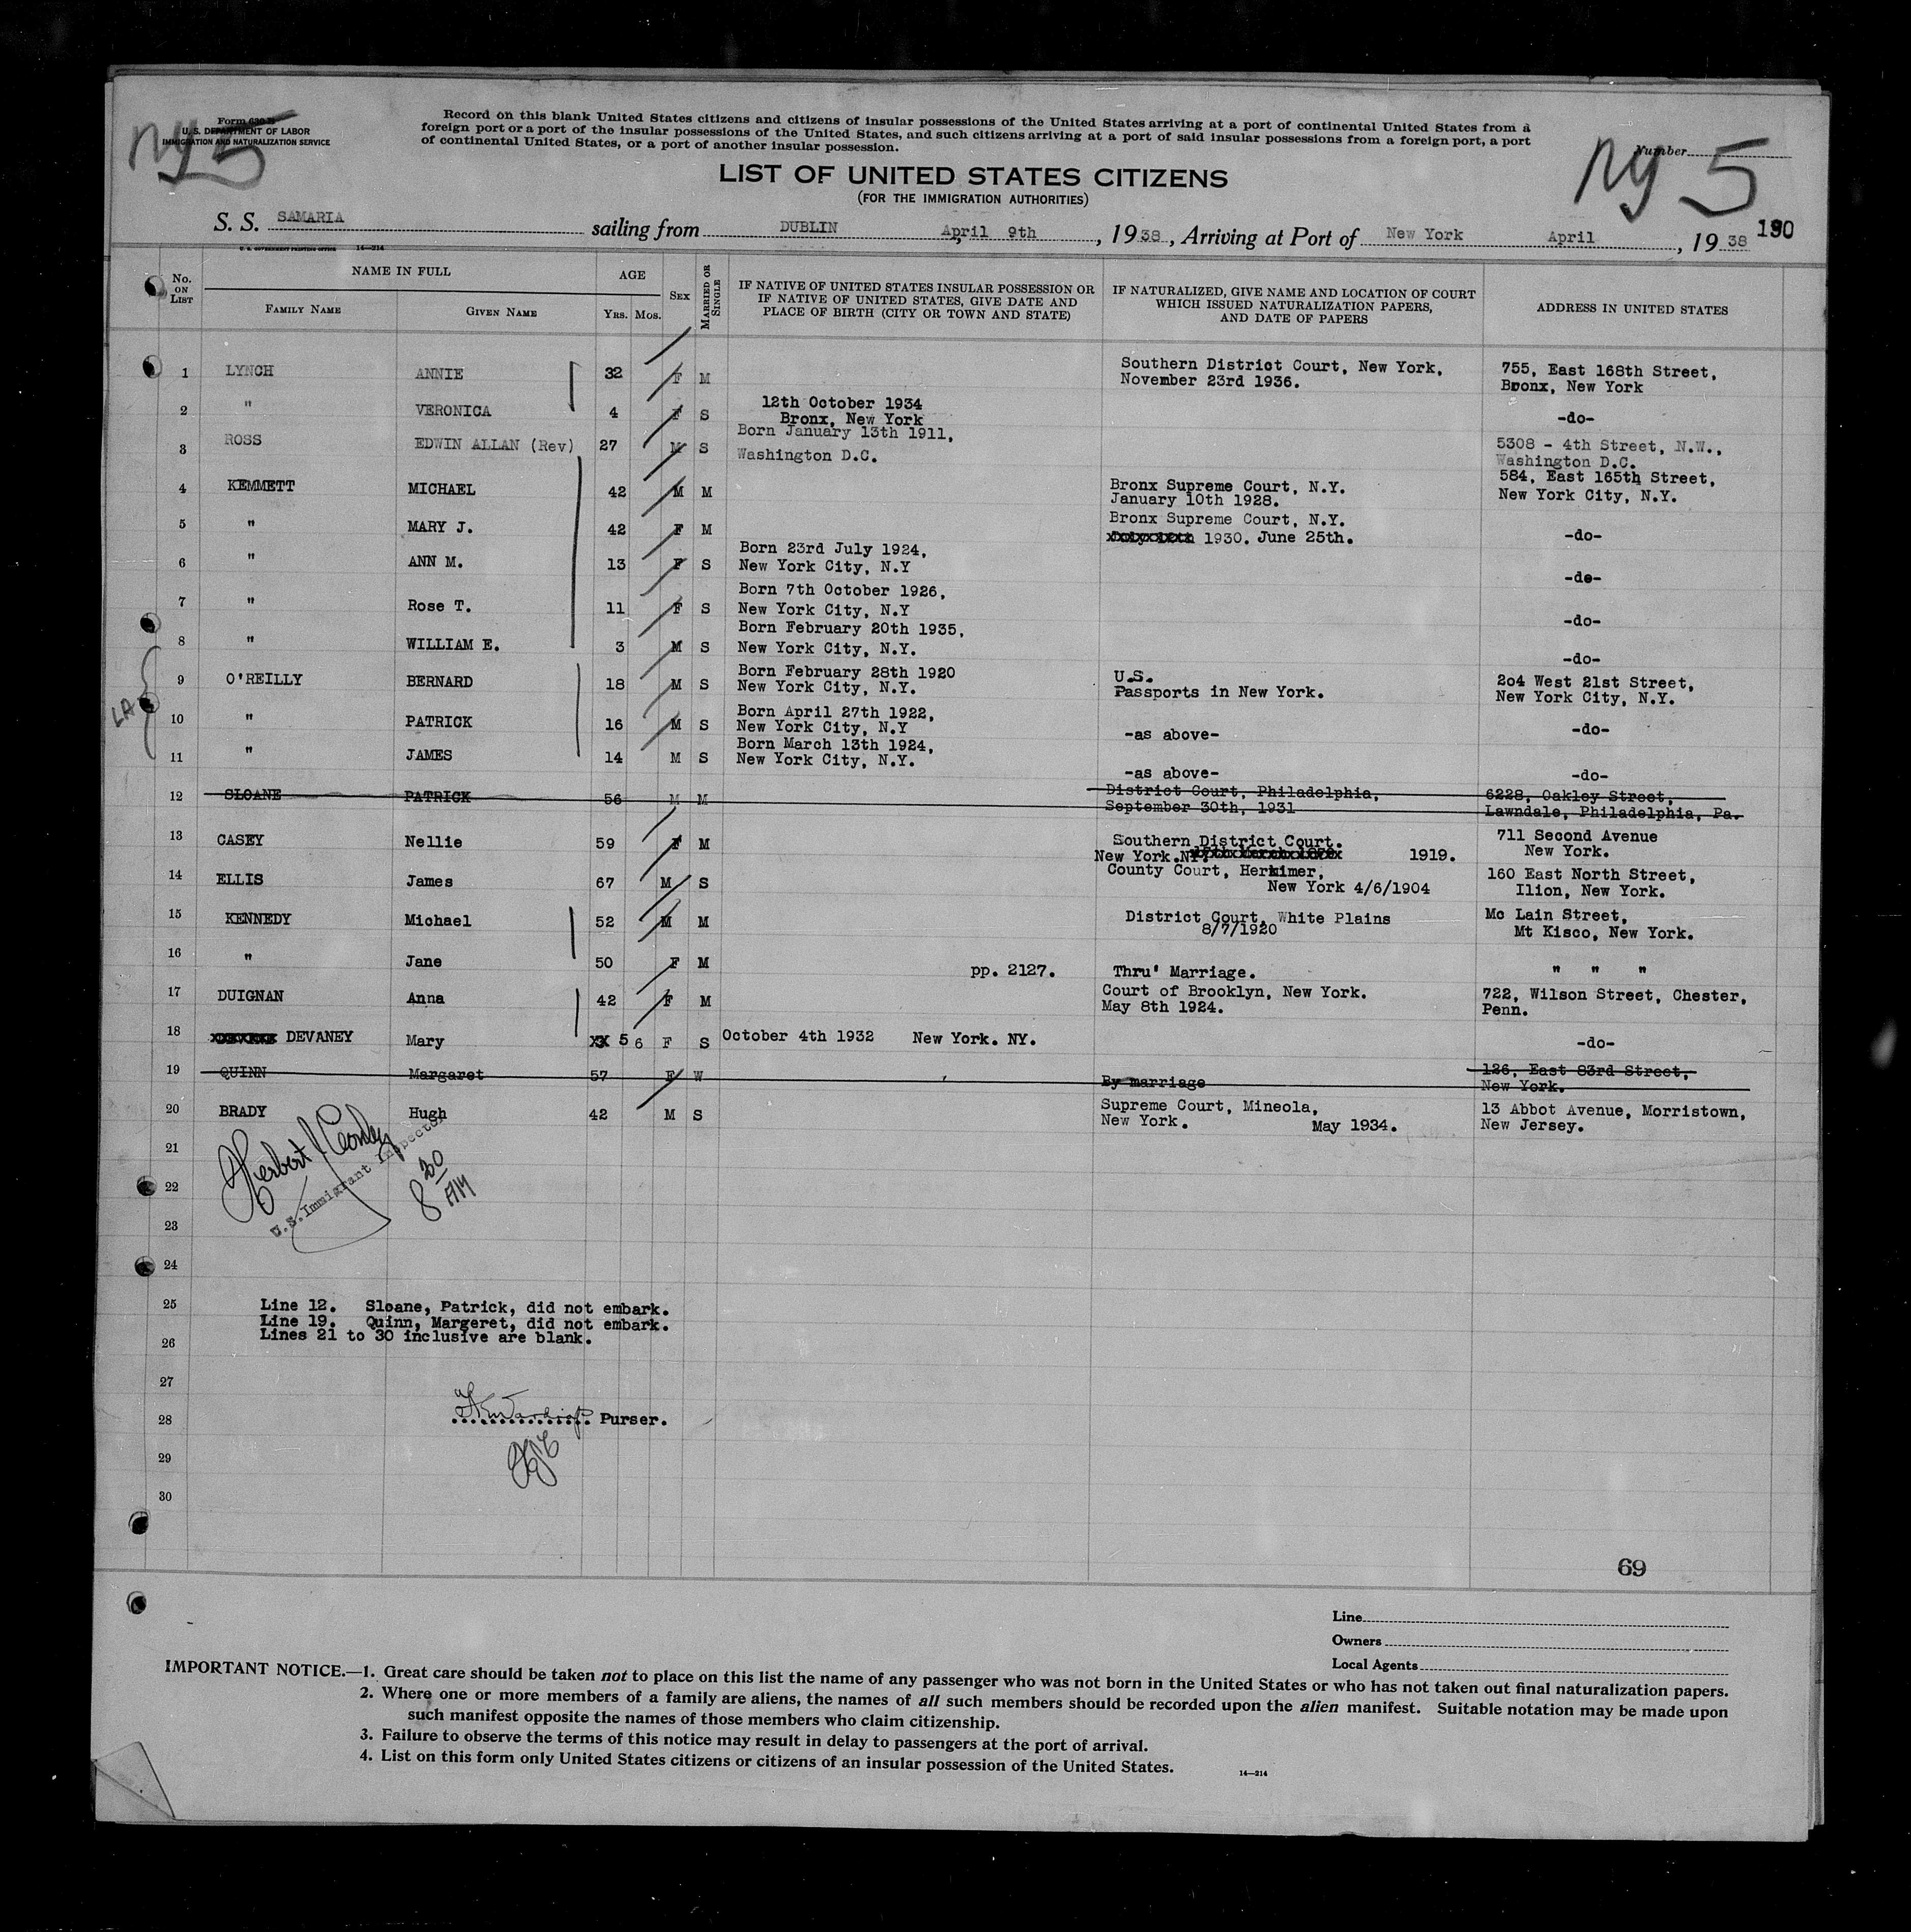 ny 5
Form 630 B
U. S. DEPARTMENT OF LABOR
IMMIGRATION AND NATURALIZATION SERVICE
Record on this blank United States citizens and citizens of insular possessions of the United States arriving at a port of continental United States from a
foreign port or a port of the insular possessions of the United States, and such citizens arriving at a port of said insular possessions from a foreign port, a port
of continental United States, or a port of another insular possession.
Number
ny 5
LIST OF UNITED STATES CITIZENS
(FOR THE IMMIGRATION AUTHORITIES)
S. S. SAMARIA sailing from DUBLIN April 9th, 1938, Arriving at Port of New York April, 1938 190
U. S. GOVERNMENT PRINTING OFFICE 14—214
No. ON LIST
NAME IN FULL
FAMILY NAME GIVEN NAME
AGE
YRS. MOS.
SEX
MARRIED OR SINGLE
IF NATIVE OF UNITED STATES INSULAR POSSESSION OR
IF NATIVE OF UNITED STATES, GIVE DATE AND
PLACE OF BIRTH (CITY OR TOWN AND STATE)
IF NATURALIZED, GIVE NAME AND LOCATION OF COURT
WHICH ISSUED NATURALIZATION PAPERS,
AND DATE OF PAPERS
ADDRESS IN UNITED STATES
1 LYNCH ANNIE 32 F M Southern District Court, New York, 755, East 168th Street,
November 23rd 1936. Bronx, New York
2 " VERONICA 4 F S 12th October 1934 -do-
Bronx, New York
3 ROSS EDWIN ALLAN (Rev) 27 M S Born January 13th 1911, 5308 - 4th Street, N.W.,
Washington D.C. Washington D.C.
4 KEMMETT MICHAEL 42 M M Bronx Supreme Court, N.Y. 584, East 165th Street,
January 10th 1928. New York City, N.Y.
5 " MARY J. 42 F M Bronx Supreme Court, N.Y. -do-
1930. June 25th.
6 " ANN M. 13 F S Born 23rd July 1924, -de-
New York City, N.Y
7 " Rose T. 11 F S Born 7th October 1926, -do-
New York City, N.Y
8 " WILLIAM E. 3 M S Born February 20th 1935, -do-
New York City, N.Y.
LA
9 O'REILLY BERNARD 18 M S Born February 28th 1920 U.S. 2o4 West 21st Street,
New York City, N.Y. Passports in New York. New York City, N.Y.
10 " PATRICK 16 M S Born April 27th 1922, -as above- -do-
New York City, N.Y
11 " JAMES 14 M S Born March 13th 1924, -as above- -do-
New York City, N.Y.
12 SLOANE PATRICK 56 M M District Court, Philadelphia, 6228, Oakley Street,
September 30th, 1931 Lawndale, Philadelphia, Pa.
13 CASEY Nellie 59 F M Southern District Court. 711 Second Avenue
New York.NY. 1919. New York.
14 ELLIS James 67 M S County Court, Herkimer, 160 East North Street,
New York 4/6/1904 Ilion, New York.
15 KENNEDY Michael 52 M M District Court, White Plains Mc Lain Street,
8/7/1920 Mt Kisco, New York.
16 " Jane 50 F M pp. 2127. Thru' Marriage. " " "
17 DUIGNAN Anna 42 F M Court of Brooklyn, New York. 722, Wilson Street, Chester,
May 8th 1924. Penn.
18 DEVANEY Mary 5 6 F S October 4th 1932 New York. NY. -do-
19 QUINN Margaret 57 F W By marriage 126, East 83rd Street,
New York.
20 BRADY Hugh 42 M S Supreme Court, Mineola, 13 Abbot Avenue, Morristown,
New York. May 1934. New Jersey.
21
22
23
24
25
26
27
28
29
30
U.S. Immigrant Inspector
8 30 AM
Line 12. Sloane, Patrick, did not embark.
Line 19. Quinn, Margeret, did not embark.
Lines 21 to 30 inclusive are blank.
Purser.
69
Line
Owners
Local Agents
IMPORTANT NOTICE.—1. Great care should be taken not to place on this list the name of any passenger who was not born in the United States or who has not taken out final naturalization papers.
2. Where one or more members of a family are aliens, the names of all such members should be recorded upon the alien manifest. Suitable notation may be made upon
such manifest opposite the names of those members who claim citizenship.
3. Failure to observe the terms of this notice may result in delay to passengers at the port of arrival.
4. List on this form only United States citizens or citizens of an insular possession of the United States.
14—214